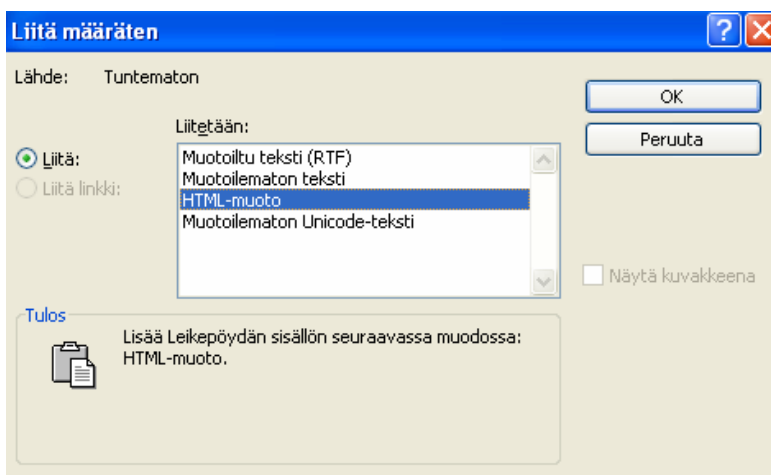 Liitä määräten
Lähde: Tuntematon
OK
Liitetään:
Peruuta
Liitä:
Muotoiltu teksti (RTF)
Muotoilematon teksti
Liitä linkki:
HTML-muoto
Muotoilematon Unicode-teksti
Näytä kuvakkeena
Tulos
Lisää Leikepöydän sisällön seuraavassa muodossa:
HTML-muoto.